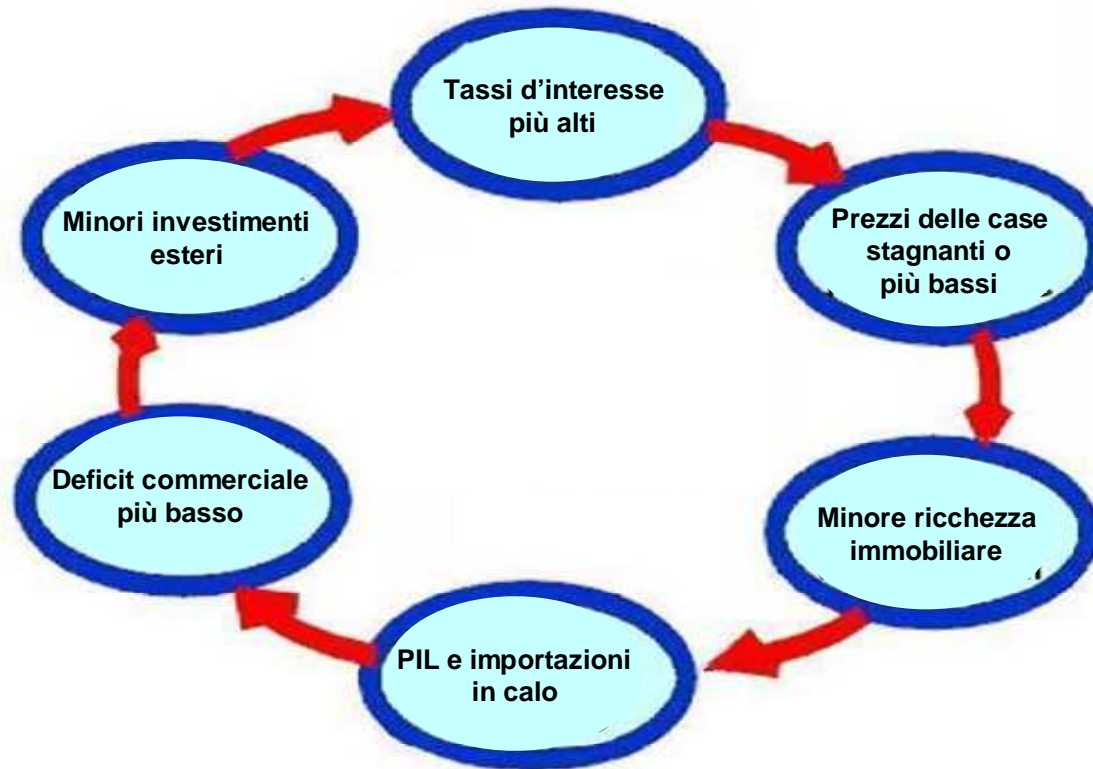 Tassi d’interesse
più alti
Prezzi delle case
stagnanti o
più bassi
Minore ricchezza
immobiliare
PIL e importazioni
in calo
Deficit commerciale
più basso
Minori investimenti
esteri